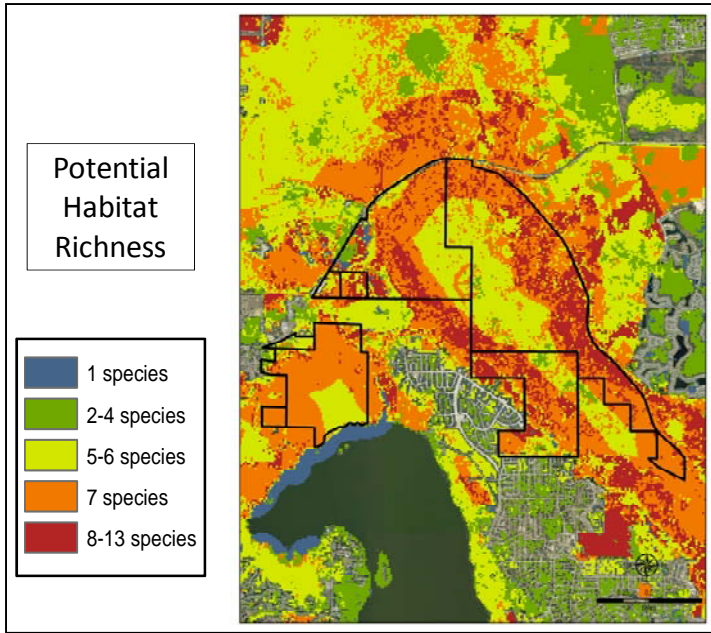 Potential
Habitat
Richness
1 species
2-4 species
5-6 species
7 species
8-13 species